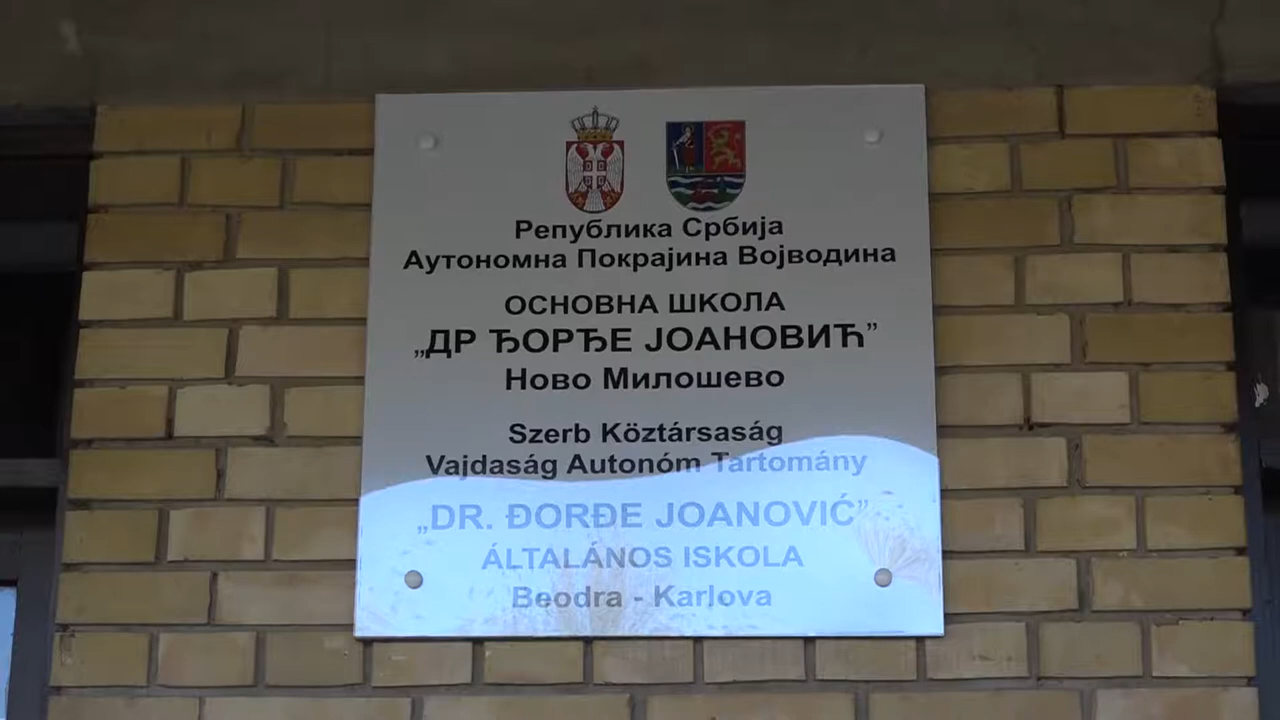 Република Србија
Аутономна Покрајина Војводина
ОСНОВНА ШКОЛА
„ДР ЂОРЂЕ ЈОАНОВИЋ”
Ново Милошево
Szerb Köztársaság
Vajdaság Autonóm Tartomány
„DR. ĐORĐE JOANOVIĆ”
ÁLTALÁNOS ISKOLA
Beodra - Karlova